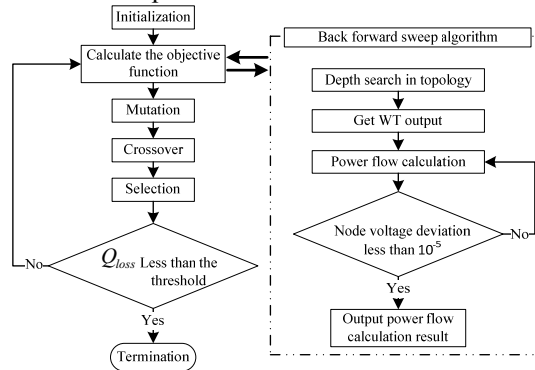 Initialization
Calculate the objective
function
Mutation
Crossover
Selection
Q_loss Less than the
threshold
No
Yes
Termination
Back forward sweep algorithm
Depth search in topology
Get WT output
Power flow calculation
Node voltage deviation
less than 10^-5
No
Yes
Output power flow
calculation result